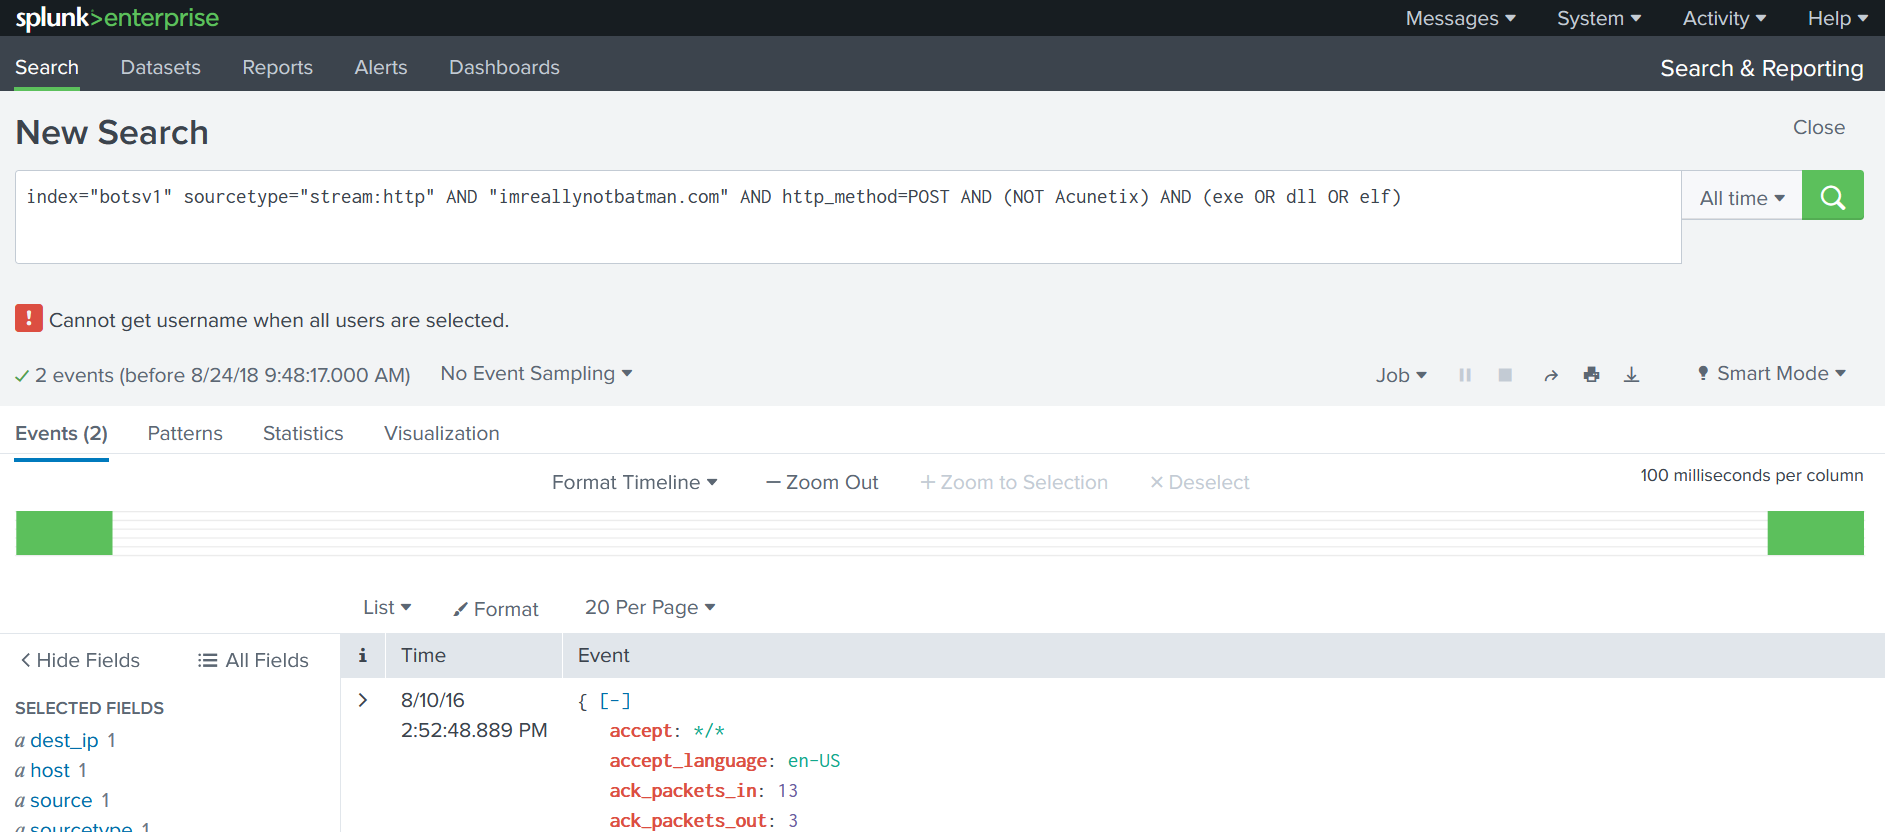 splunk>enterprise
Messages System Activity Help
Search Datasets Reports Alerts Dashboards Search & Reporting
New Search Close
index="botsv1" sourcetype="stream:http" AND "imreallynotbatman.com" AND http_method=POST AND (NOT Acunetix) AND (exe OR dll OR elf) All time
! Cannot get username when all users are selected.
2 events (before 8/24/18 9:48:17.000 AM) No Event Sampling Job Smart Mode
Events (2) Patterns Statistics Visualization
Format Timeline — Zoom Out + Zoom to Selection × Deselect 100 milliseconds per column
List Format 20 Per Page
< Hide Fields All Fields i Time Event
SELECTED FIELDS
a dest_ip 1
a host 1
a source 1
a sourcetype 1
> 8/10/16 { [-]
2:52:48.889 PM accept: */*
accept_language: en-US
ack_packets_in: 13
ack_packets_out: 3